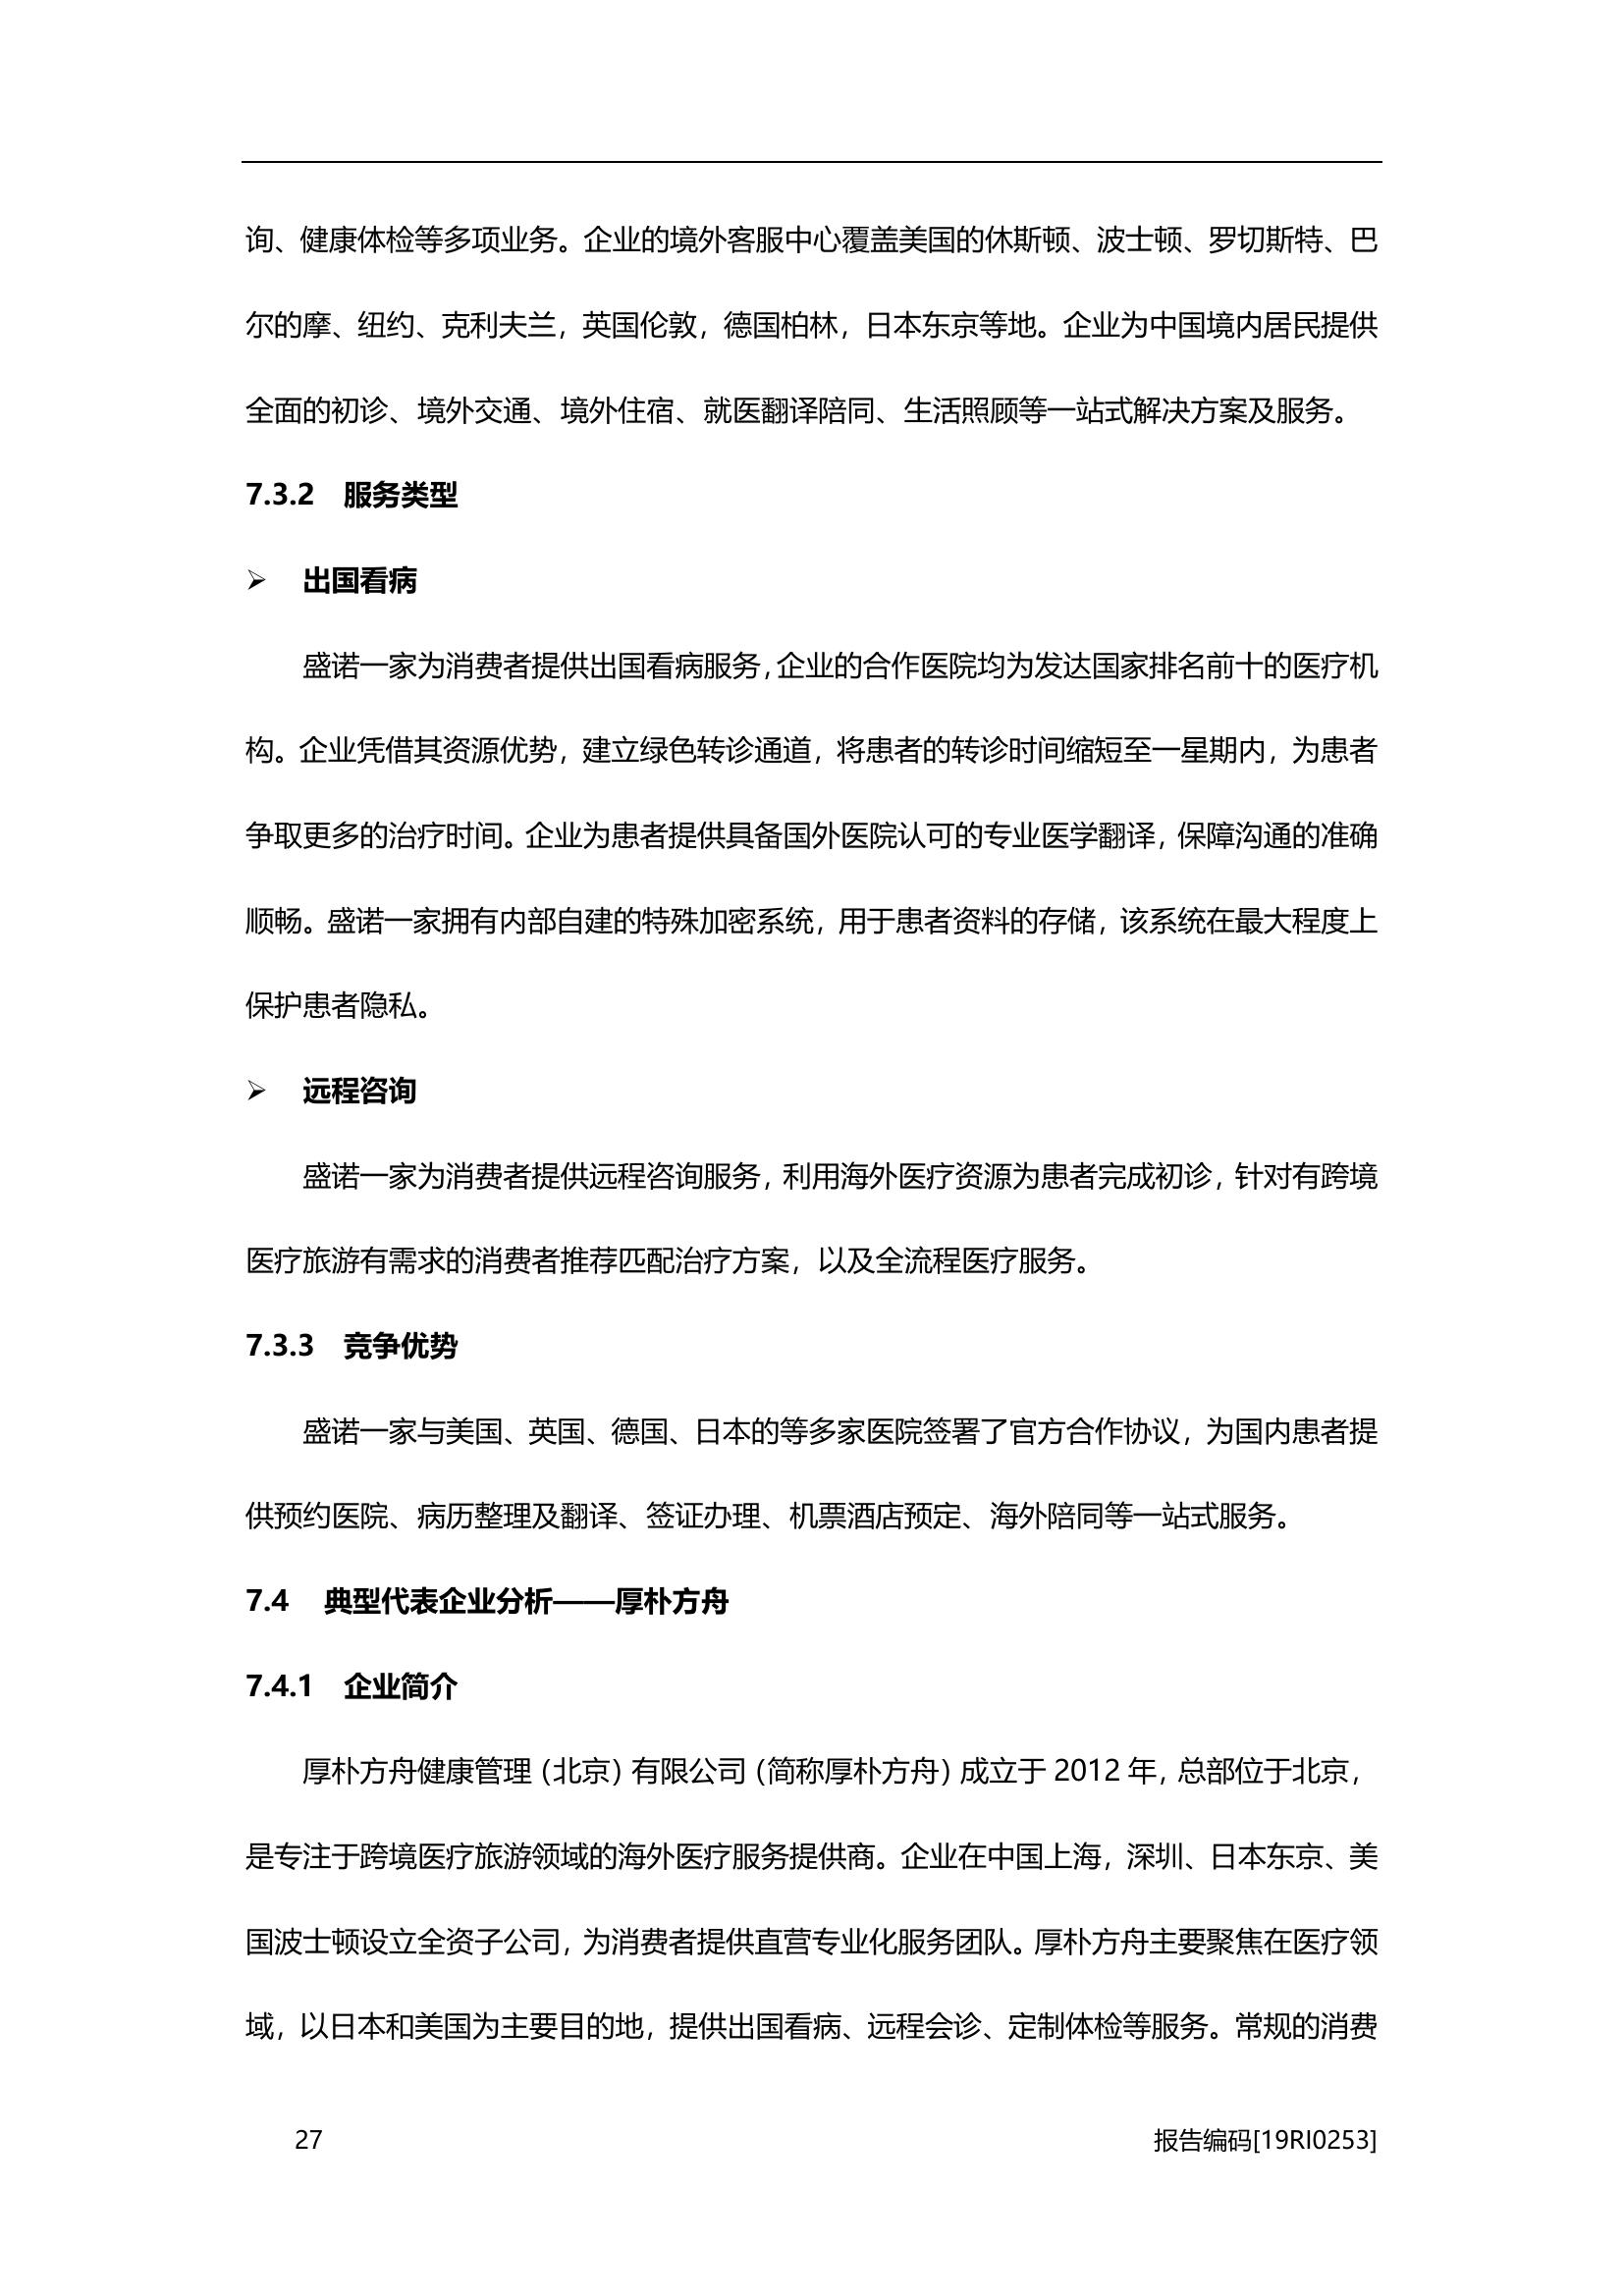 询、健康体检等多项业务。企业的境外客服中心覆盖美国的休斯顿、波士顿、罗切斯特、巴
尔的摩、纽约、克利夫兰，英国伦敦，德国柏林，日本东京等地。企业为中国境内居民提供
全面的初诊、境外交通、境外住宿、就医翻译陪同、生活照顾等一站式解决方案及服务。
7.3.2 服务类型
➢ 出国看病
盛诺一家为消费者提供出国看病服务，企业的合作医院均为发达国家排名前十的医疗机
构。企业凭借其资源优势，建立绿色转诊通道，将患者的转诊时间缩短至一星期内，为患者
争取更多的治疗时间。企业为患者提供具备国外医院认可的专业医学翻译，保障沟通的准确
顺畅。盛诺一家拥有内部自建的特殊加密系统，用于患者资料的存储，该系统在最大程度上
保护患者隐私。
➢ 远程咨询
盛诺一家为消费者提供远程咨询服务，利用海外医疗资源为患者完成初诊，针对有跨境
医疗旅游有需求的消费者推荐匹配治疗方案，以及全流程医疗服务。
7.3.3 竞争优势
盛诺一家与美国、英国、德国、日本的等多家医院签署了官方合作协议，为国内患者提
供预约医院、病历整理及翻译、签证办理、机票酒店预定、海外陪同等一站式服务。
7.4 典型代表企业分析——厚朴方舟
7.4.1 企业简介
厚朴方舟健康管理（北京）有限公司（简称厚朴方舟）成立于 2012 年，总部位于北京，
是专注于跨境医疗旅游领域的海外医疗服务提供商。企业在中国上海，深圳、日本东京、美
国波士顿设立全资子公司，为消费者提供直营专业化服务团队。厚朴方舟主要聚焦在医疗领
域，以日本和美国为主要目的地，提供出国看病、远程会诊、定制体检等服务。常规的消费
27 报告编码[19RI0253]